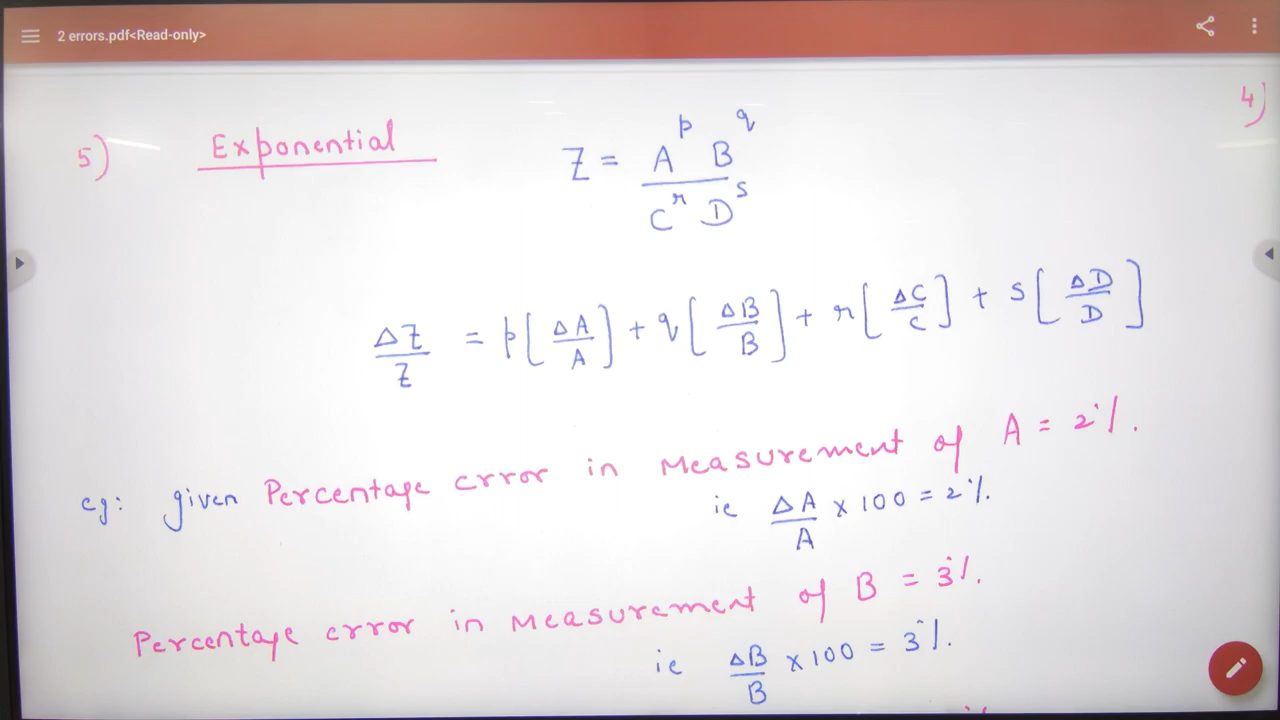 2 errors.pdf<Read-only>
4)
5) Exponential Z = A^p B^q / C^r D^s
ΔZ/Z = p[ΔA/A] + q[ΔB/B] + r[ΔC/C] + s[ΔD/D]
eg: given Percentage error in Measurement of A = 2%.
ie ΔA/A x 100 = 2%.
Percentage error in Measurement of B = 3%.
ie ΔB/B x 100 = 3%.